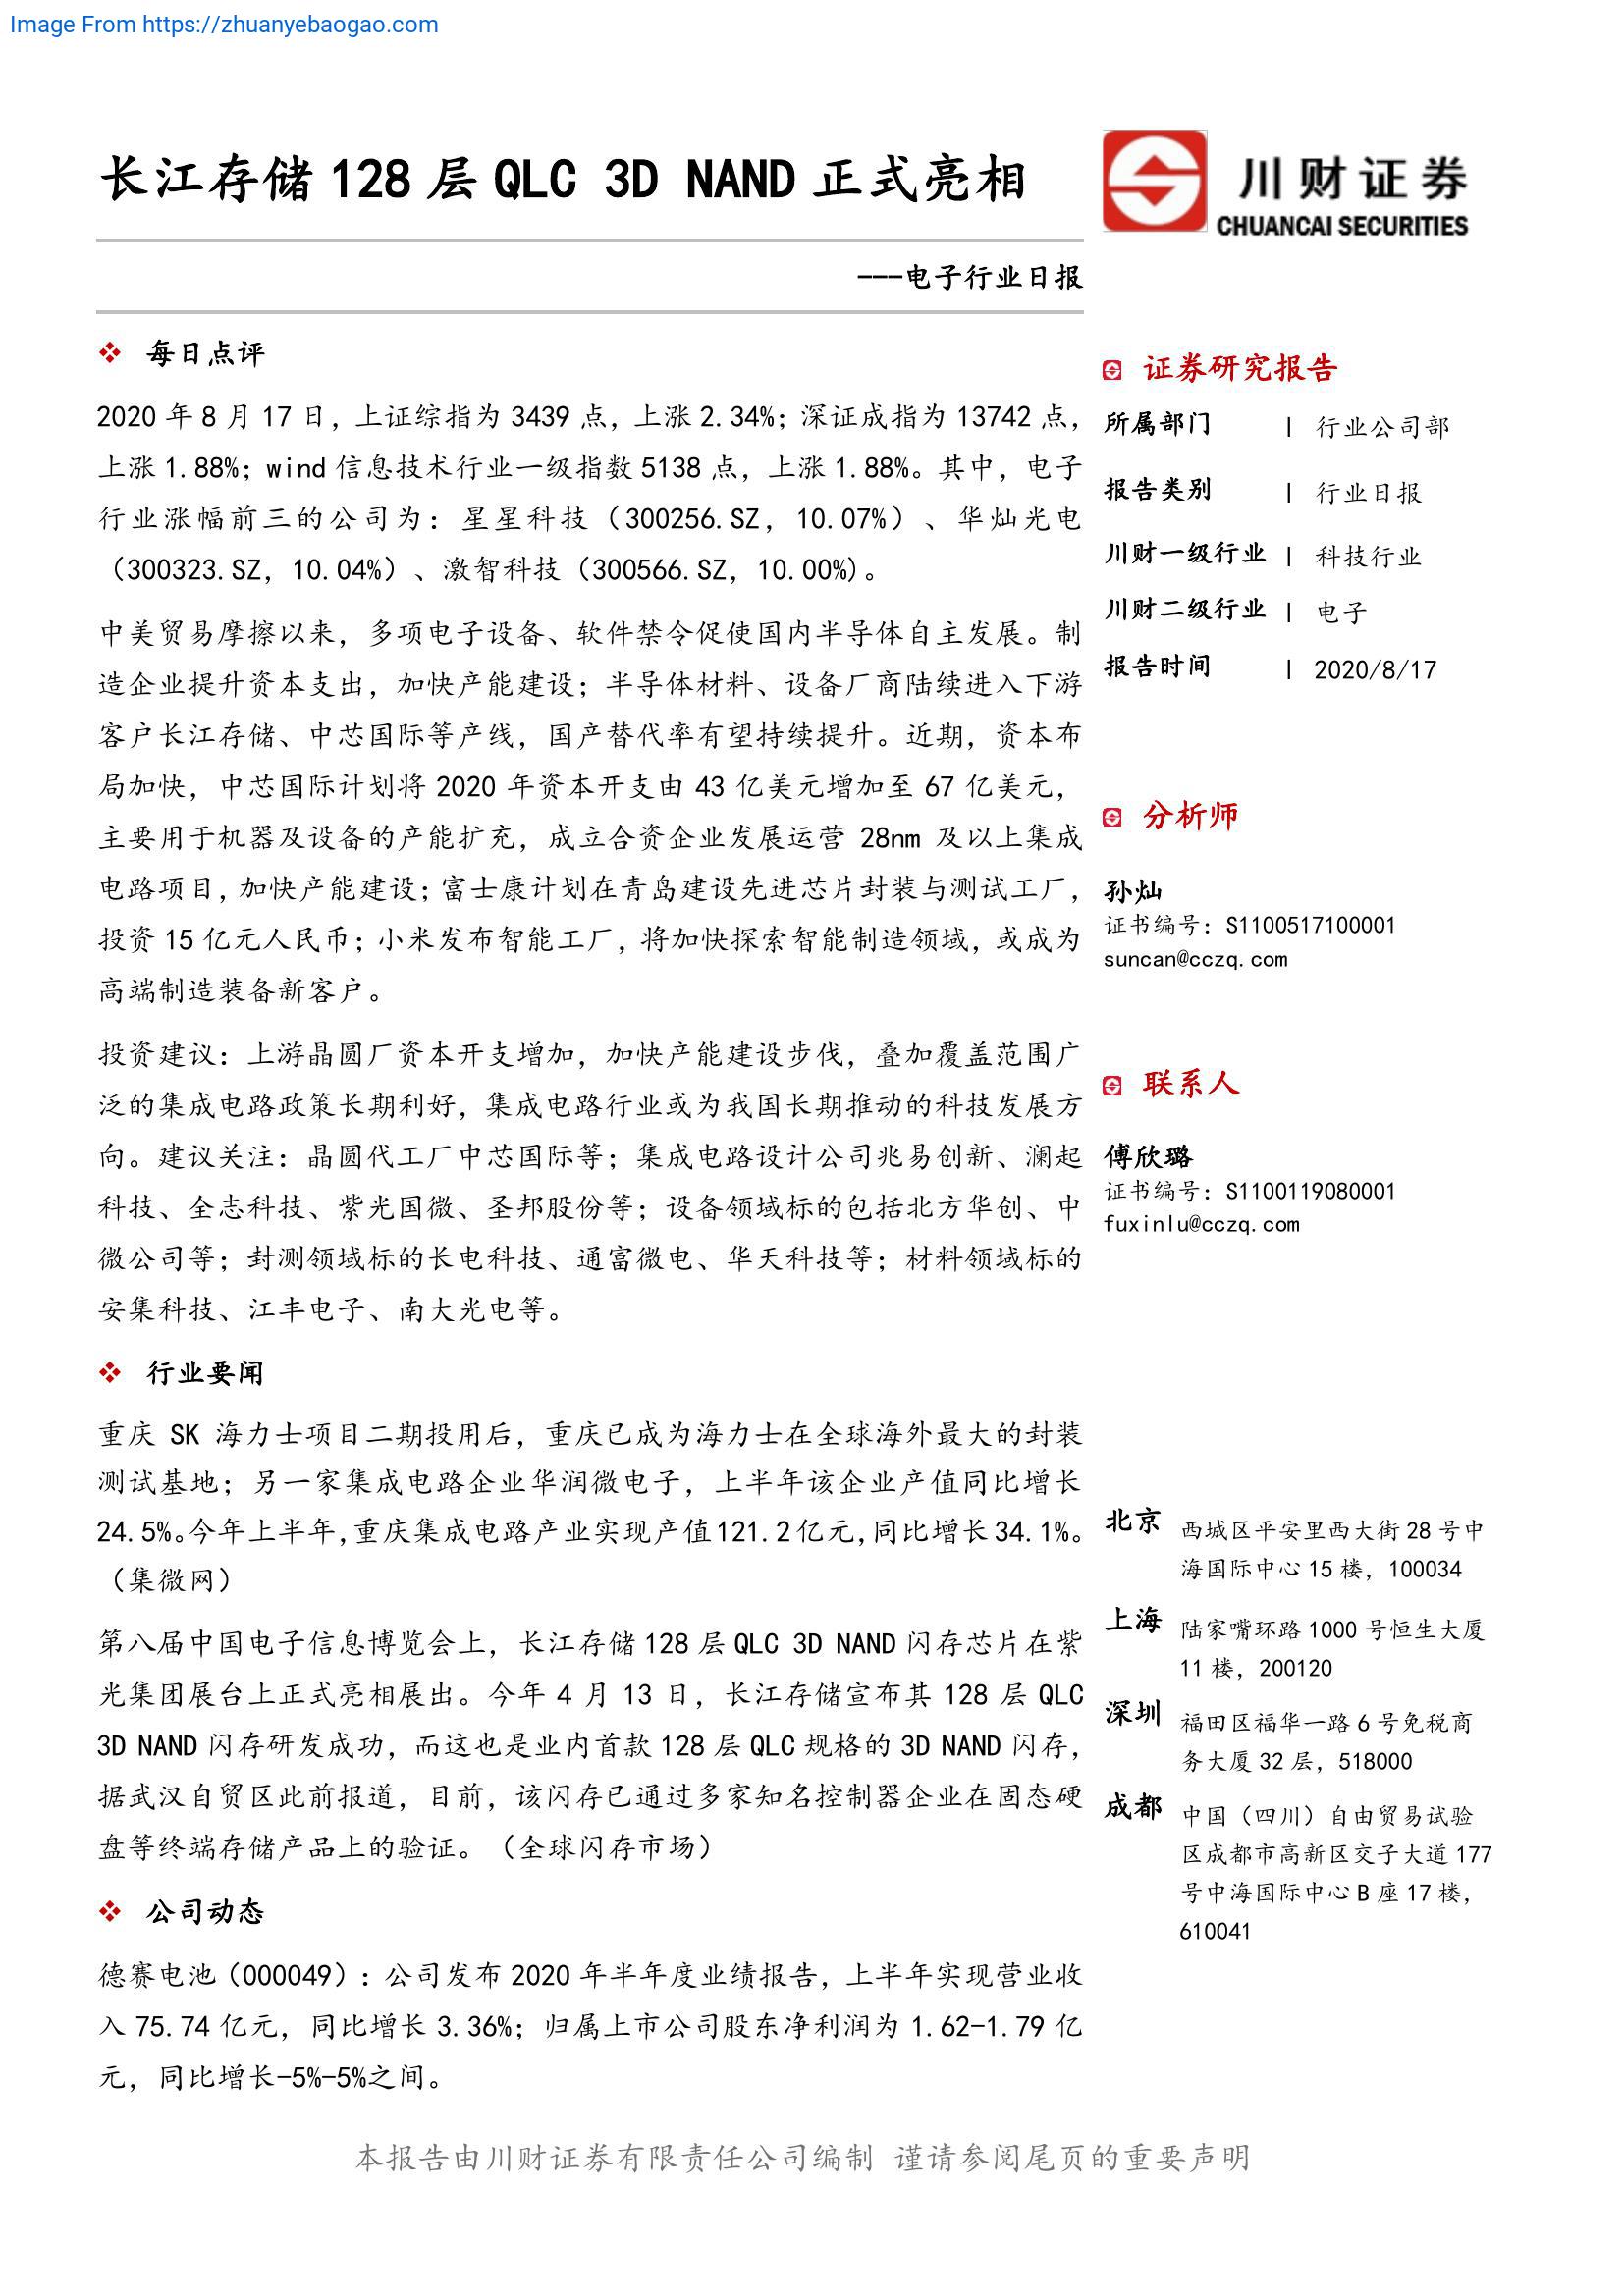 Image From https://zhuanyebaogao.com
长江存储 128 层 QLC 3D NAND 正式亮相
川财证券
CHUANCAI SECURITIES
---电子行业日报
每日点评
2020 年 8 月 17 日，上证综指为 3439 点，上涨 2.34%；深证成指为 13742 点，
上涨 1.88%；wind 信息技术行业一级指数 5138 点，上涨 1.88%。其中，电子
行业涨幅前三的公司为：星星科技（300256.SZ，10.07%）、华灿光电
（300323.SZ，10.04%）、激智科技（300566.SZ，10.00%）。
中美贸易摩擦以来，多项电子设备、软件禁令促使国内半导体自主发展。制
造企业提升资本支出，加快产能建设；半导体材料、设备厂商陆续进入下游
客户长江存储、中芯国际等产线，国产替代率有望持续提升。近期，资本布
局加快，中芯国际计划将 2020 年资本开支由 43 亿美元增加至 67 亿美元，
主要用于机器及设备的产能扩充，成立合资企业发展运营 28nm 及以上集成
电路项目，加快产能建设；富士康计划在青岛建设先进芯片封装与测试工厂，
投资 15 亿元人民币；小米发布智能工厂，将加快探索智能制造领域，或成为
高端制造装备新客户。
投资建议：上游晶圆厂资本开支增加，加快产能建设步伐，叠加覆盖范围广
泛的集成电路政策长期利好，集成电路行业或为我国长期推动的科技发展方
向。建议关注：晶圆代工厂中芯国际等；集成电路设计公司兆易创新、澜起
科技、全志科技、紫光国微、圣邦股份等；设备领域标的包括北方华创、中
微公司等；封测领域标的长电科技、通富微电、华天科技等；材料领域标的
安集科技、江丰电子、南大光电等。
行业要闻
重庆 SK 海力士项目二期投用后，重庆已成为海力士在全球海外最大的封装
测试基地；另一家集成电路企业华润微电子，上半年该企业产值同比增长
24.5%。今年上半年，重庆集成电路产业实现产值121.2亿元，同比增长34.1%。
（集微网）
第八届中国电子信息博览会上，长江存储 128 层 QLC 3D NAND 闪存芯片在紫
光集团展台上正式亮相展出。今年 4 月 13 日，长江存储宣布其 128 层 QLC
3D NAND 闪存研发成功，而这也是业内首款 128 层 QLC 规格的 3D NAND 闪存，
据武汉自贸区此前报道，目前，该闪存已通过多家知名控制器企业在固态硬
盘等终端存储产品上的验证。（全球闪存市场）
公司动态
德赛电池（000049）：公司发布 2020 年半年度业绩报告，上半年实现营业收
入 75.74 亿元，同比增长 3.36%；归属上市公司股东净利润为 1.62-1.79 亿
元，同比增长-5%-5%之间。
证券研究报告
所属部门 | 行业公司部
报告类别 | 行业日报
川财一级行业 | 科技行业
川财二级行业 | 电子
报告时间 | 2020/8/17
分析师
孙灿
证书编号：S1100517100001
suncan@cczq.com
联系人
傅欣璐
证书编号：S1100119080001
fuxinlu@cczq.com
北京 西城区平安里西大街 28 号中
海国际中心 15 楼，100034
上海 陆家嘴环路 1000 号恒生大厦
11 楼，200120
深圳 福田区福华一路 6 号免税商
务大厦 32 层，518000
成都 中国（四川）自由贸易试验
区成都市高新区交子大道 177
号中海国际中心 B 座 17 楼，
610041
本报告由川财证券有限责任公司编制 谨请参阅尾页的重要声明